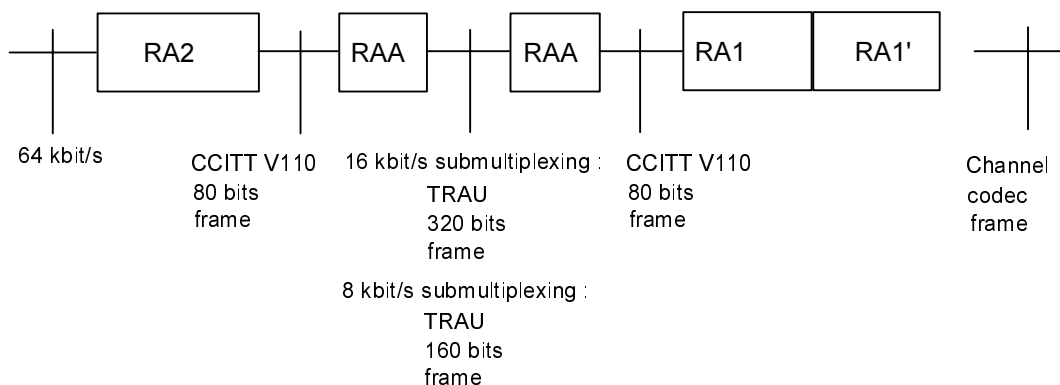 RA2
RAA
RAA
RA1
RA1'
64 kbit/s
CCITT V110
80 bits
frame
16 kbit/s submultiplexing :
TRAU
320 bits
frame
8 kbit/s submultiplexing :
TRAU
160 bits
frame
CCITT V110
80 bits
frame
Channel
codec
frame